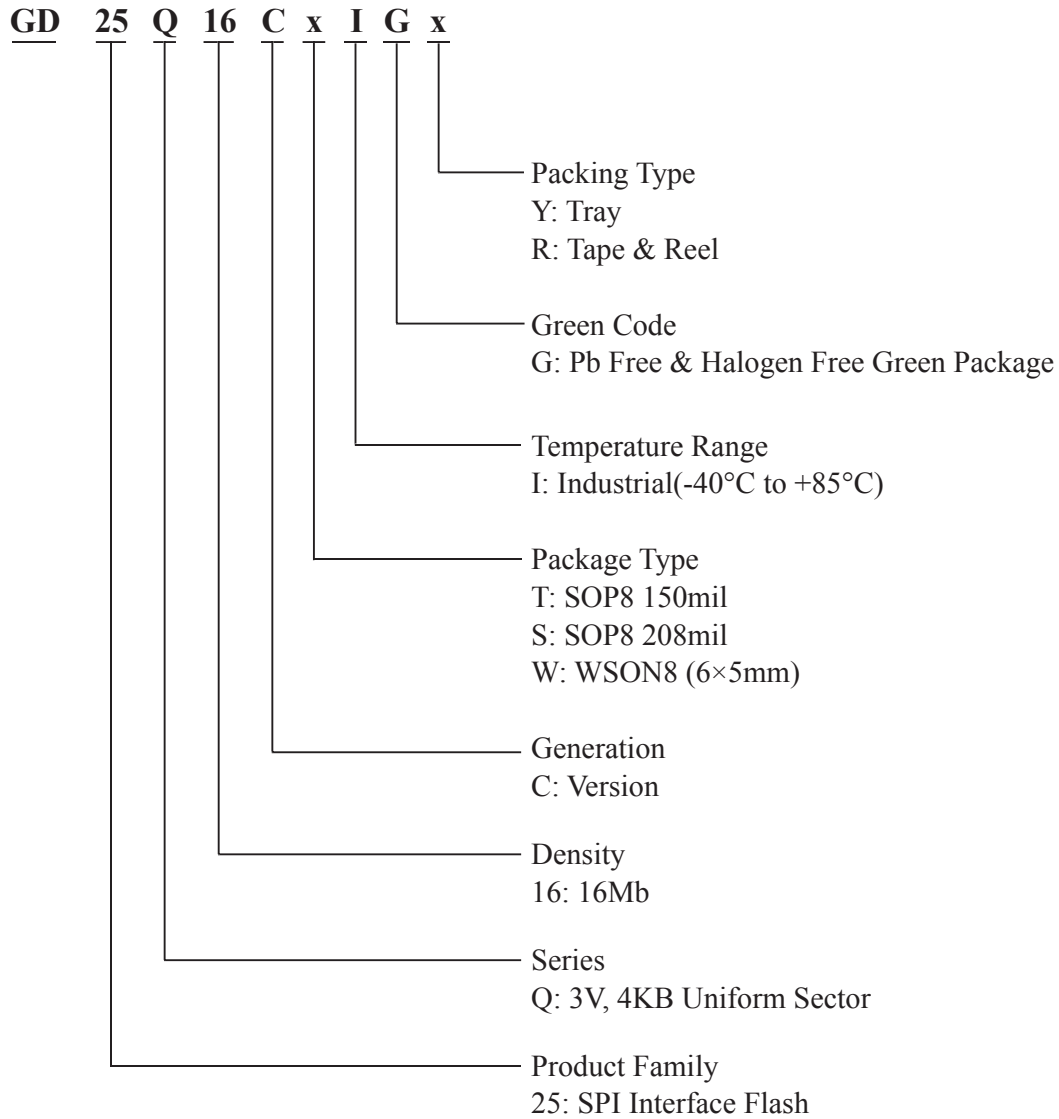 GD 25 Q 16 C x I G x
Packing Type
Y: Tray
R: Tape & Reel
Green Code
G: Pb Free & Halogen Free Green Package
Temperature Range
I: Industrial(-40°C to +85°C)
Package Type
T: SOP8 150mil
S: SOP8 208mil
W: WSON8 (6×5mm)
Generation
C: Version
Density
16: 16Mb
Series
Q: 3V, 4KB Uniform Sector
Product Family
25: SPI Interface Flash